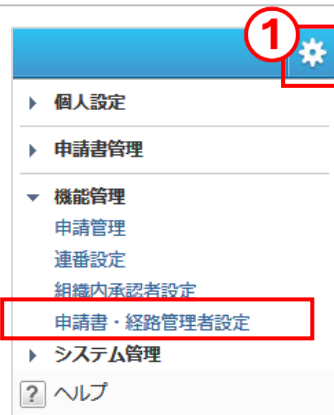 1
個人設定
申請書管理
機能管理
申請管理
連番設定
組織内承認者設定
申請書・経路管理者設定
システム管理
? ヘルプ